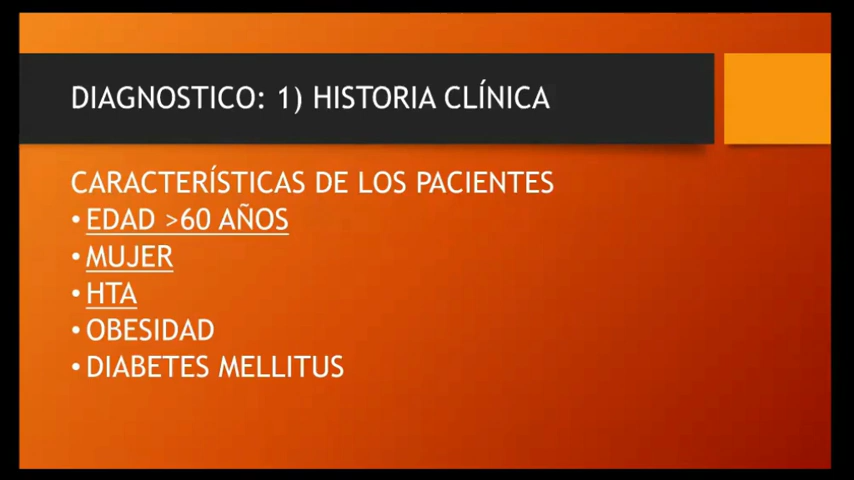 DIAGNOSTICO: 1) HISTORIA CLÍNICA
CARACTERÍSTICAS DE LOS PACIENTES
• EDAD >60 AÑOS
• MUJER
• HTA
• OBESIDAD
• DIABETES MELLITUS